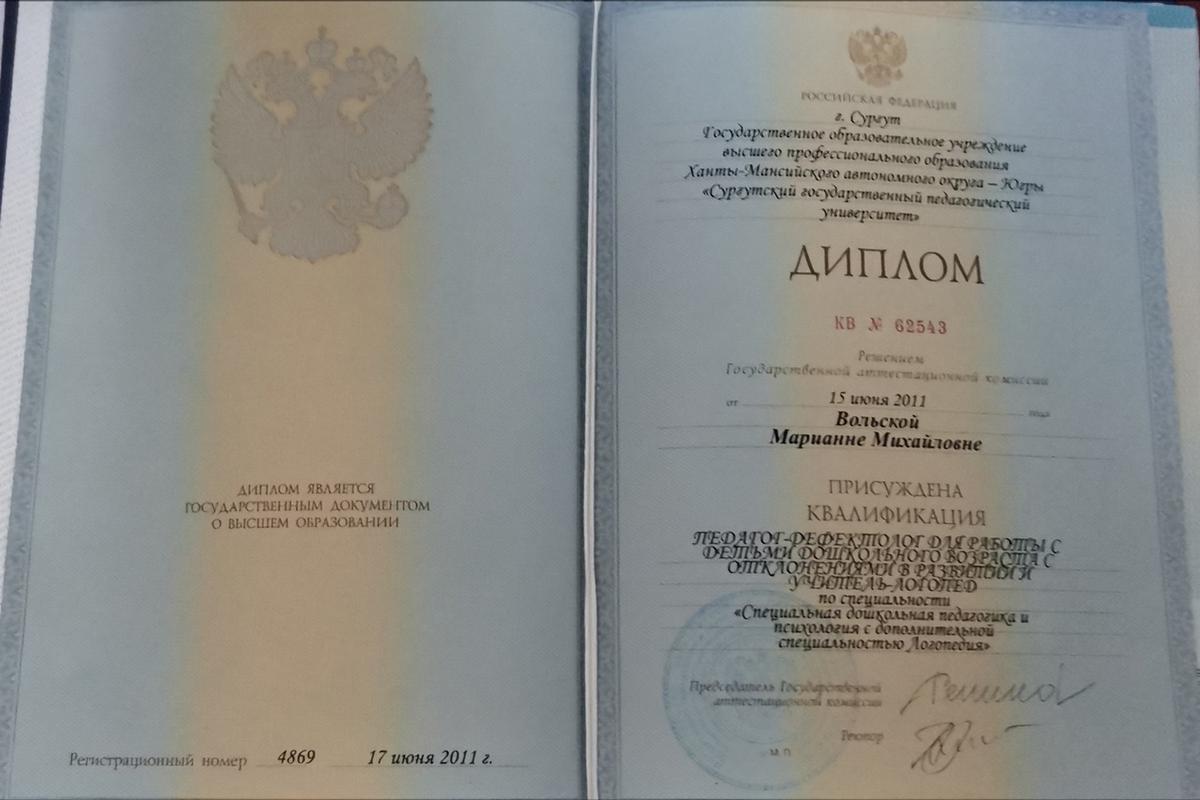 ДИПЛОМ ЯВЛЯЕТСЯ
ГОСУДАРСТВЕННЫМ ДОКУМЕНТОМ
О ВЫСШЕМ ОБРАЗОВАНИИ
Регистрационный номер 4869 17 июня 2011 г.
РОССИЙСКАЯ ФЕДЕРАЦИЯ
г. Сургут
Государственное образовательное учреждение
высшего профессионального образования
Ханты-Мансийского автономного округа – Югры
«Сургутский государственный педагогический
университет»
ДИПЛОМ
КВ № 62543
Решением
Государственной аттестационной комиссии
от 15 июня 2011 года
Вольской
Марианне Михайловне
ПРИСУЖДЕНА
КВАЛИФИКАЦИЯ
ПЕДАГОГ-ДЕФЕКТОЛОГ ДЛЯ РАБОТЫ С
ДЕТЬМИ ДОШКОЛЬНОГО ВОЗРАСТА С
ОТКЛОНЕНИЯМИ В РАЗВИТИИ И
УЧИТЕЛЬ-ЛОГОПЕД
по специальности
«Специальная дошкольная педагогика и
психология с дополнительной
специальностью Логопедия»
Председатель Государственной
аттестационной комиссии
Ректор
М.П.